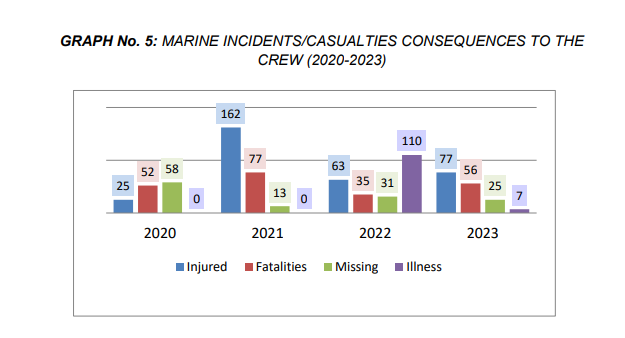 GRAPH No. 5: MARINE INCIDENTS/CASUALTIES CONSEQUENCES TO THE
CREW (2020-2023)
25 52 58 0
162 77 13 0
63 35 31 110
77 56 25 7
2020 2021 2022 2023
Injured Fatalities Missing Illness